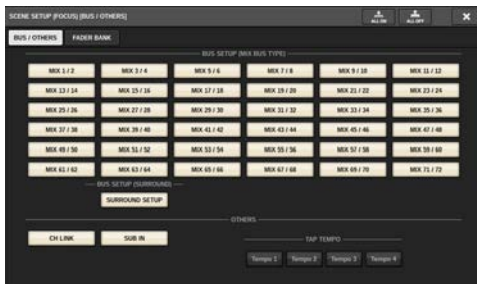 SCENE SETUP (FOCUS) [BUS / OTHERS]
ALL ON
ALL OFF
BUS / OTHERS
FADER BANK
BUS SETUP (MIX BUS TYPE)
MIX 1 / 2 MIX 3 / 4 MIX 5 / 6 MIX 7 / 8 MIX 9 / 10 MIX 11 / 12
MIX 13 / 14 MIX 15 / 16 MIX 17 / 18 MIX 19 / 20 MIX 21 / 22 MIX 23 / 24
MIX 25 / 26 MIX 27 / 28 MIX 29 / 30 MIX 31 / 32 MIX 33 / 34 MIX 35 / 36
MIX 37 / 38 MIX 39 / 40 MIX 41 / 42 MIX 43 / 44 MIX 45 / 46 MIX 47 / 48
MIX 49 / 50 MIX 51 / 52 MIX 53 / 54 MIX 55 / 56 MIX 57 / 58 MIX 59 / 60
MIX 61 / 62 MIX 63 / 64 MIX 65 / 66 MIX 67 / 68 MIX 69 / 70 MIX 71 / 72
BUS SETUP (SURROUND)
SURROUND SETUP
OTHERS
CH LINK
SUB IN
TAP TEMPO
Tempo 1 Tempo 2 Tempo 3 Tempo 4